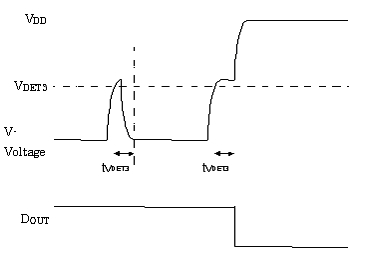 VDD
VDET3
V-
Voltage
tVDET3 tVDET3
DOUT